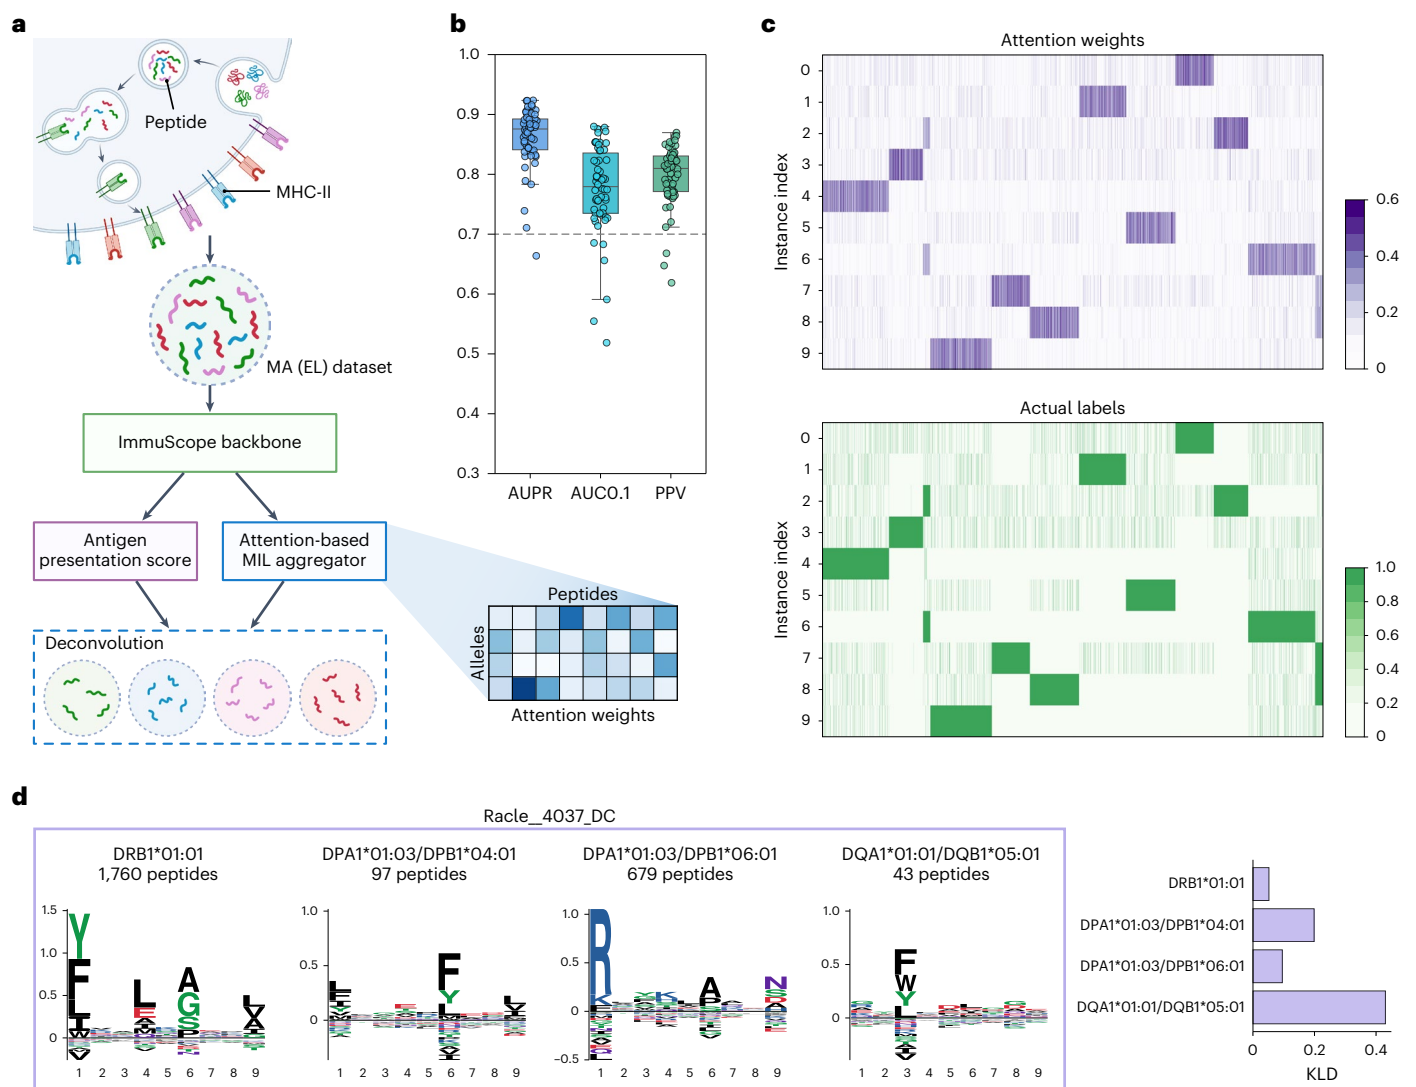 a
Peptide
MHC-II
MA (EL) dataset
ImmuScope backbone
Antigen
presentation score
Attention-based
MIL aggregator
Deconvolution
Peptides
Alleles
Attention weights
b
1.0
0.9
0.8
0.7
0.6
0.5
0.4
0.3
AUPR
AUC0.1
PPV
c
Attention weights
Instance index
0
1
2
3
4
5
6
7
8
9
0.6
0.4
0.2
0
Actual labels
Instance index
0
1
2
3
4
5
6
7
8
9
1.0
0.8
0.6
0.4
0.2
0
d
Racle__4037_DC
DRB1*01:01
1,760 peptides
1.5
1.0
0.5
0
1 2 3 4 5 6 7 8 9
DPA1*01:03/DPB1*04:01
97 peptides
1.0
0.5
0
1 2 3 4 5 6 7 8 9
DPA1*01:03/DPB1*06:01
679 peptides
1.0
0.5
0
−0.5
1 2 3 4 5 6 7 8 9
DQA1*01:01/DQB1*05:01
43 peptides
1.0
0.5
0
1 2 3 4 5 6 7 8 9
DRB1*01:01
DPA1*01:03/DPB1*04:01
DPA1*01:03/DPB1*06:01
DQA1*01:01/DQB1*05:01
0 0.2 0.4
KLD